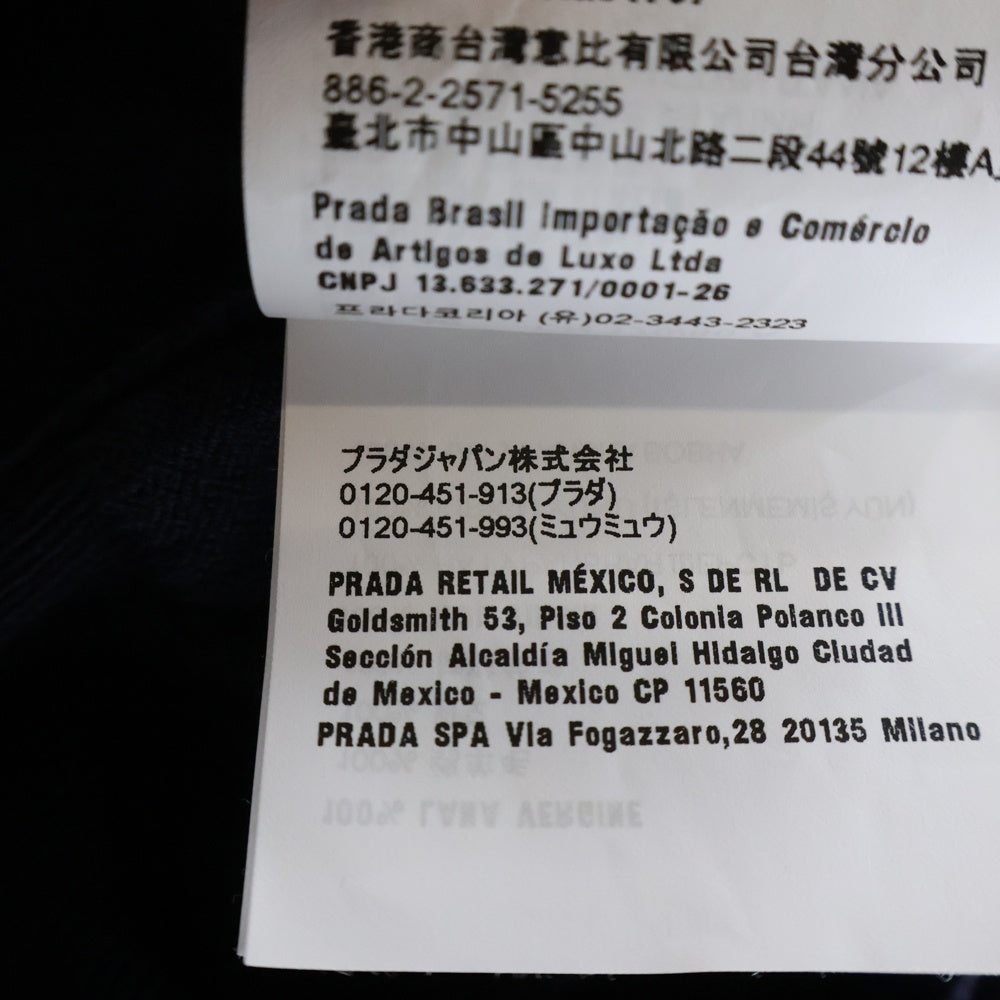 香港商台灣意比有限公司台灣分公司
886-2-2571-5255
臺北市中山區中山北路二段44號12樓A
Prada Brasil Importação e Comércio
de Artigos de Luxo Ltda
CNPJ 13.633.271/0001-26
프라다코리아 (유)02-3443-2323
プラダジャパン株式会社
0120-451-913(プラダ)
0120-451-993(ミュウミュウ)
PRADA RETAIL MÉXICO, S DE RL DE CV
Goldsmith 53, Piso 2 Colonia Polanco III
Sección Alcaldía Miguel Hidalgo Ciudad
de Mexico - Mexico CP 11560
PRADA SPA Via Fogazzaro,28 20135 Milano
100% LANA VERGINE